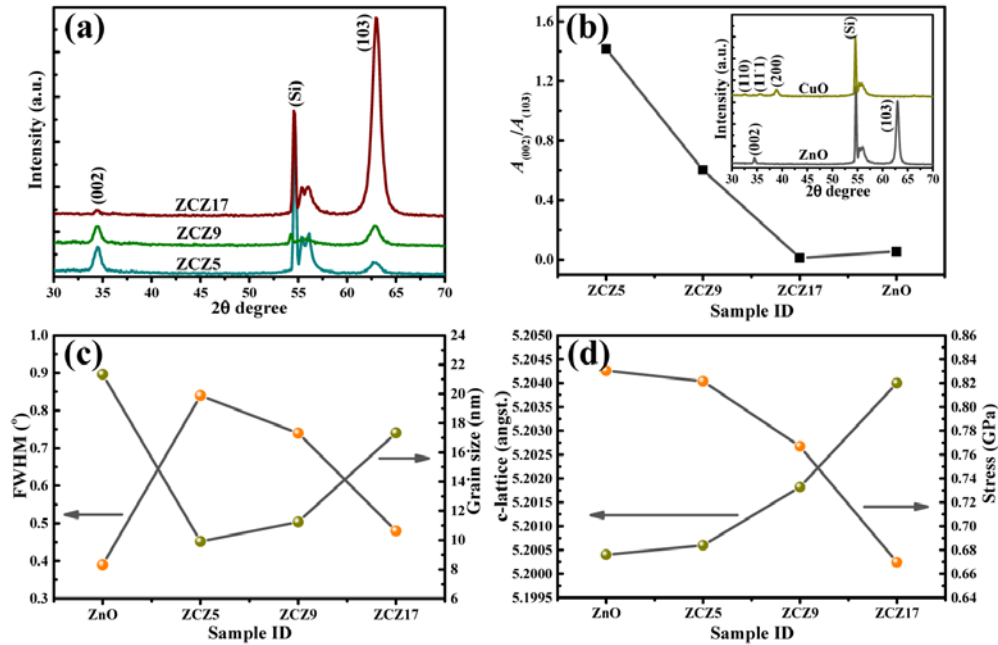 (a)
Intensity (a.u.)
(002)
(Si)
(103)
ZCZ17
ZCZ9
ZCZ5
30 35 40 45 50 55 60 65 70
2θ degree
(b)
A(002)/A(103)
1.6
1.2
0.8
0.4
0.0
ZCZ5 ZCZ9 ZCZ17 ZnO
Sample ID
Intensity (a.u.)
(110)
(11¯1)
(200)
(Si)
CuO
(002)
(103)
ZnO
30 35 40 45 50 55 60 65 70
2θ degree
(c)
FWHM (°)
1.0
0.9
0.8
0.7
0.6
0.5
0.4
0.3
24
22
20
18
16
14
12
10
8
6
Grain size (nm)
ZnO ZCZ5 ZCZ9 ZCZ17
Sample ID
(d)
c-lattice (angst.)
5.2050
5.2045
5.2040
5.2035
5.2030
5.2025
5.2020
5.2015
5.2010
5.2005
5.2000
5.1995
0.86
0.84
0.82
0.80
0.78
0.76
0.74
0.72
0.70
0.68
0.66
0.64
Stress (GPa)
ZnO ZCZ5 ZCZ9 ZCZ17
Sample ID